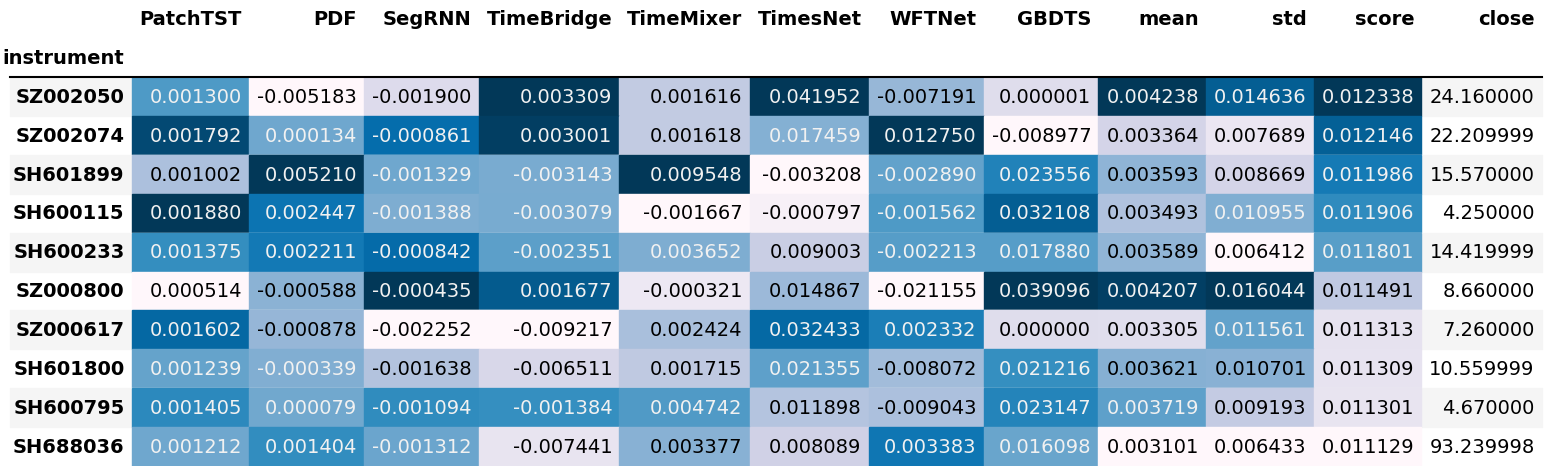 PatchTST PDF SegRNN TimeBridge TimeMixer TimesNet WFTNet GBDTS mean std score close
instrument
SZ002050 0.001300 -0.005183 -0.001900 0.003309 0.001616 0.041952 -0.007191 0.000001 0.004238 0.014636 0.012338 24.160000
SZ002074 0.001792 0.000134 -0.000861 0.003001 0.001618 0.017459 0.012750 -0.008977 0.003364 0.007689 0.012146 22.209999
SH601899 0.001002 0.005210 -0.001329 -0.003143 0.009548 -0.003208 -0.002890 0.023556 0.003593 0.008669 0.011986 15.570000
SH600115 0.001880 0.002447 -0.001388 -0.003079 -0.001667 -0.000797 -0.001562 0.032108 0.003493 0.010955 0.011906 4.250000
SH600233 0.001375 0.002211 -0.000842 -0.002351 0.003652 0.009003 -0.002213 0.017880 0.003589 0.006412 0.011801 14.419999
SZ000800 0.000514 -0.000588 -0.000435 0.001677 -0.000321 0.014867 -0.021155 0.039096 0.004207 0.016044 0.011491 8.660000
SZ000617 0.001602 -0.000878 -0.002252 -0.009217 0.002424 0.032433 0.002332 0.000000 0.003305 0.011561 0.011313 7.260000
SH601800 0.001239 -0.000339 -0.001638 -0.006511 0.001715 0.021355 -0.008072 0.021216 0.003621 0.010701 0.011309 10.559999
SH600795 0.001405 0.000079 -0.001094 -0.001384 0.004742 0.011898 -0.009043 0.023147 0.003719 0.009193 0.011301 4.670000
SH688036 0.001212 0.001404 -0.001312 -0.007441 0.003377 0.008089 0.003383 0.016098 0.003101 0.006433 0.011129 93.239998